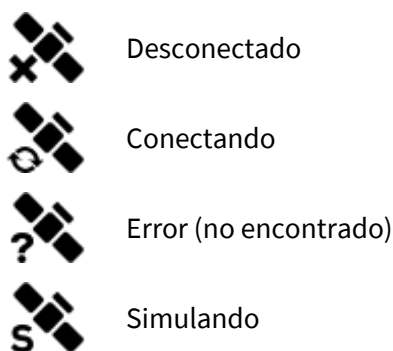 Desconectado
Conectando
? Error (no encontrado)
S Simulando